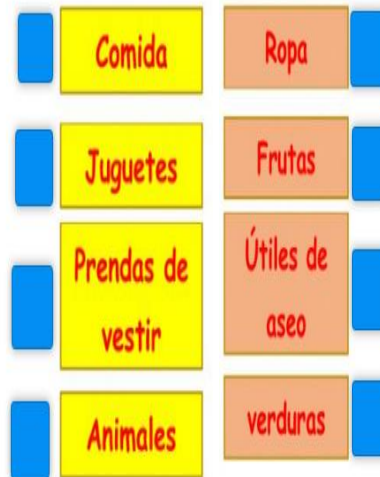 Comida
Ropa
Juguetes
Frutas
Prendas de
vestir
Útiles de
aseo
Animales
verduras